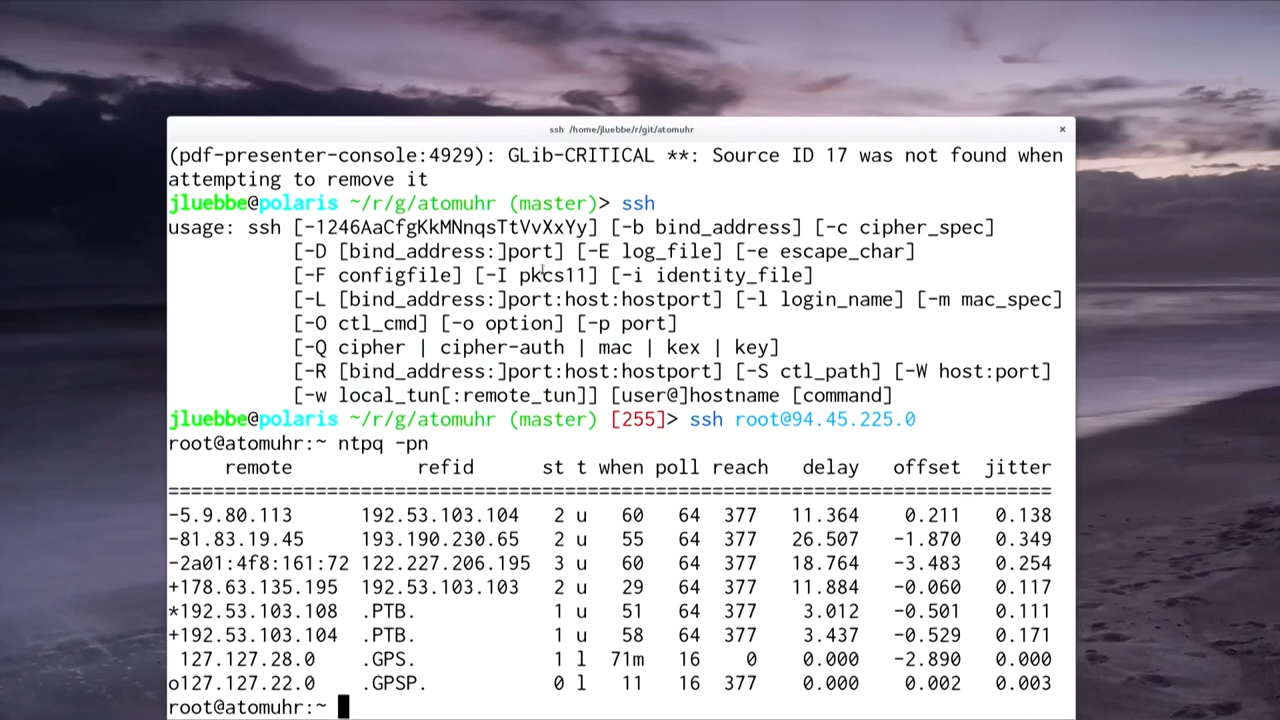 ssh /home/jluebbe/r/git/atomuhr
(pdf-presenter-console:4929): GLib-CRITICAL **: Source ID 17 was not found when
attempting to remove it
jluebbe@polaris ~/r/g/atomuhr (master)> ssh
usage: ssh [-1246AaCfgKkMNnqsTtVvXxYy] [-b bind_address] [-c cipher_spec]
[-D [bind_address:]port] [-E log_file] [-e escape_char]
[-F configfile] [-I pkcs11] [-i identity_file]
[-L [bind_address:]port:host:hostport] [-l login_name] [-m mac_spec]
[-O ctl_cmd] [-o option] [-p port]
[-Q cipher | cipher-auth | mac | kex | key]
[-R [bind_address:]port:host:hostport] [-S ctl_path] [-W host:port]
[-w local_tun[:remote_tun]] [user@]hostname [command]
jluebbe@polaris ~/r/g/atomuhr (master) [255]> ssh root@94.45.225.0
root@atomuhr:~ ntpq -pn
remote refid st t when poll reach delay offset jitter
==============================================================================
-5.9.80.113 192.53.103.104 2 u 60 64 377 11.364 0.211 0.138
-81.83.19.45 193.190.230.65 2 u 55 64 377 26.507 -1.870 0.349
-2a01:4f8:161:72 122.227.206.195 3 u 60 64 377 18.764 -3.483 0.254
+178.63.135.195 192.53.103.103 2 u 29 64 377 11.884 -0.060 0.117
*192.53.103.108 .PTB. 1 u 51 64 377 3.012 -0.501 0.111
+192.53.103.104 .PTB. 1 u 58 64 377 3.437 -0.529 0.171
127.127.28.0 .GPS. 1 l 71m 16 0 0.000 -2.890 0.000
o127.127.22.0 .GPSP. 0 l 11 16 377 0.000 0.002 0.003
root@atomuhr:~